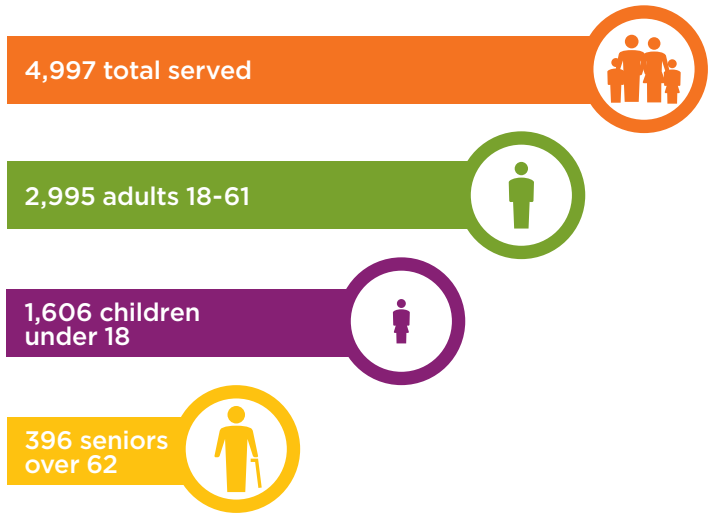 4,997 total served
2,995 adults 18-61
1,606 children
under 18
396 seniors
over 62